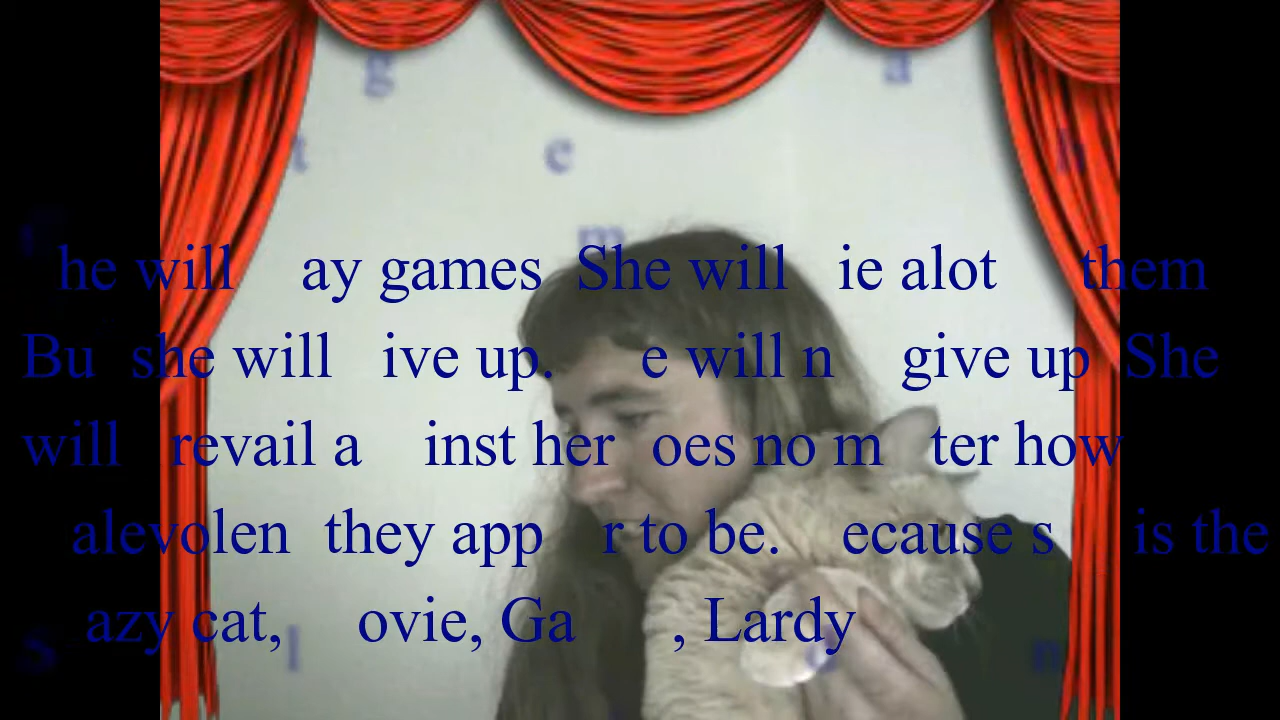 he will ay games She will ie alot them
Bu she will ive up. e will n give up She
will revail a inst her oes no m ter how
alevolen they app r to be. ecause s is the
azy cat, ovie, Ga , Lardy